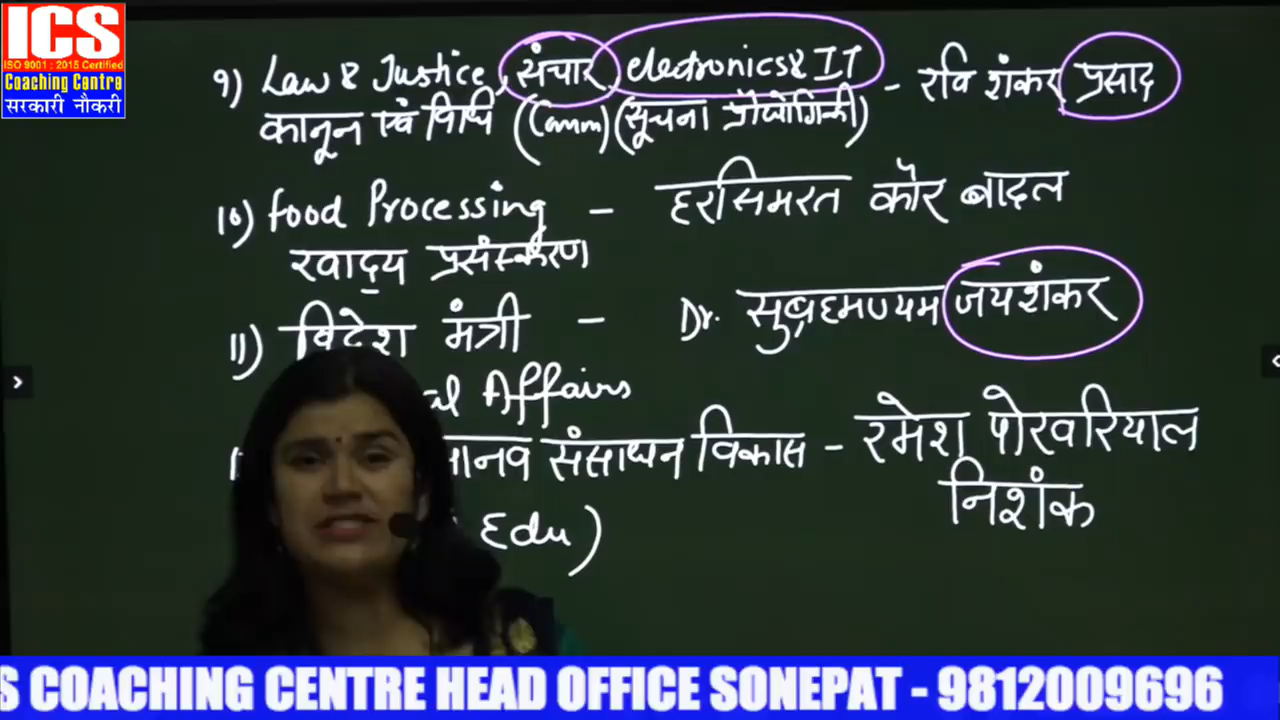 ICS
ISO 9001 : 2015 Certified
Coaching Centre
सरकारी नौकरी
9) Law & Justice, संचार, electronics & IT - रवि शंकर प्रसाद
कानून एवं विधि (Comm) (सूचना प्रौद्योगिकी)
10) Food Processing - हरसिमरत कौर बादल
खाद्य प्रसंस्करण
11) विदेश मंत्री - Dr. सुब्रहमण्यम जयशंकर
al Affairs
मानव संसाधन विकास - रमेश पोखरियाल
निशंक
Edu)
S COACHING CENTRE HEAD OFFICE SONEPAT - 9812009696